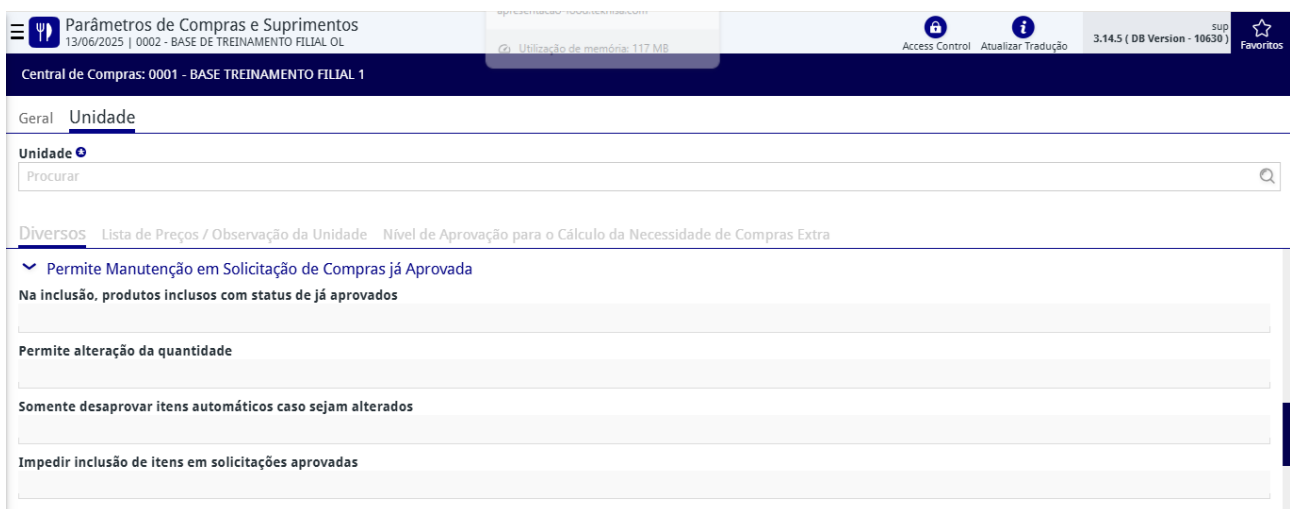 Parâmetros de Compras e Suprimentos
13/06/2025 | 0002 - BASE DE TREINAMENTO FILIAL OL
apresentacao-food.teknisa.com
Utilização de memória: 117 MB
Access Control
Atualizar Tradução
sup
3.14.5 ( DB Version - 10630 )
Favoritos
Central de Compras: 0001 - BASE TREINAMENTO FILIAL 1
Geral Unidade
Unidade
Procurar
Diversos Lista de Preços / Observação da Unidade Nível de Aprovação para o Cálculo da Necessidade de Compras Extra
Permite Manutenção em Solicitação de Compras já Aprovada
Na inclusão, produtos inclusos com status de já aprovados
Permite alteração da quantidade
Somente desaprovar itens automáticos caso sejam alterados
Impedir inclusão de itens em solicitações aprovadas